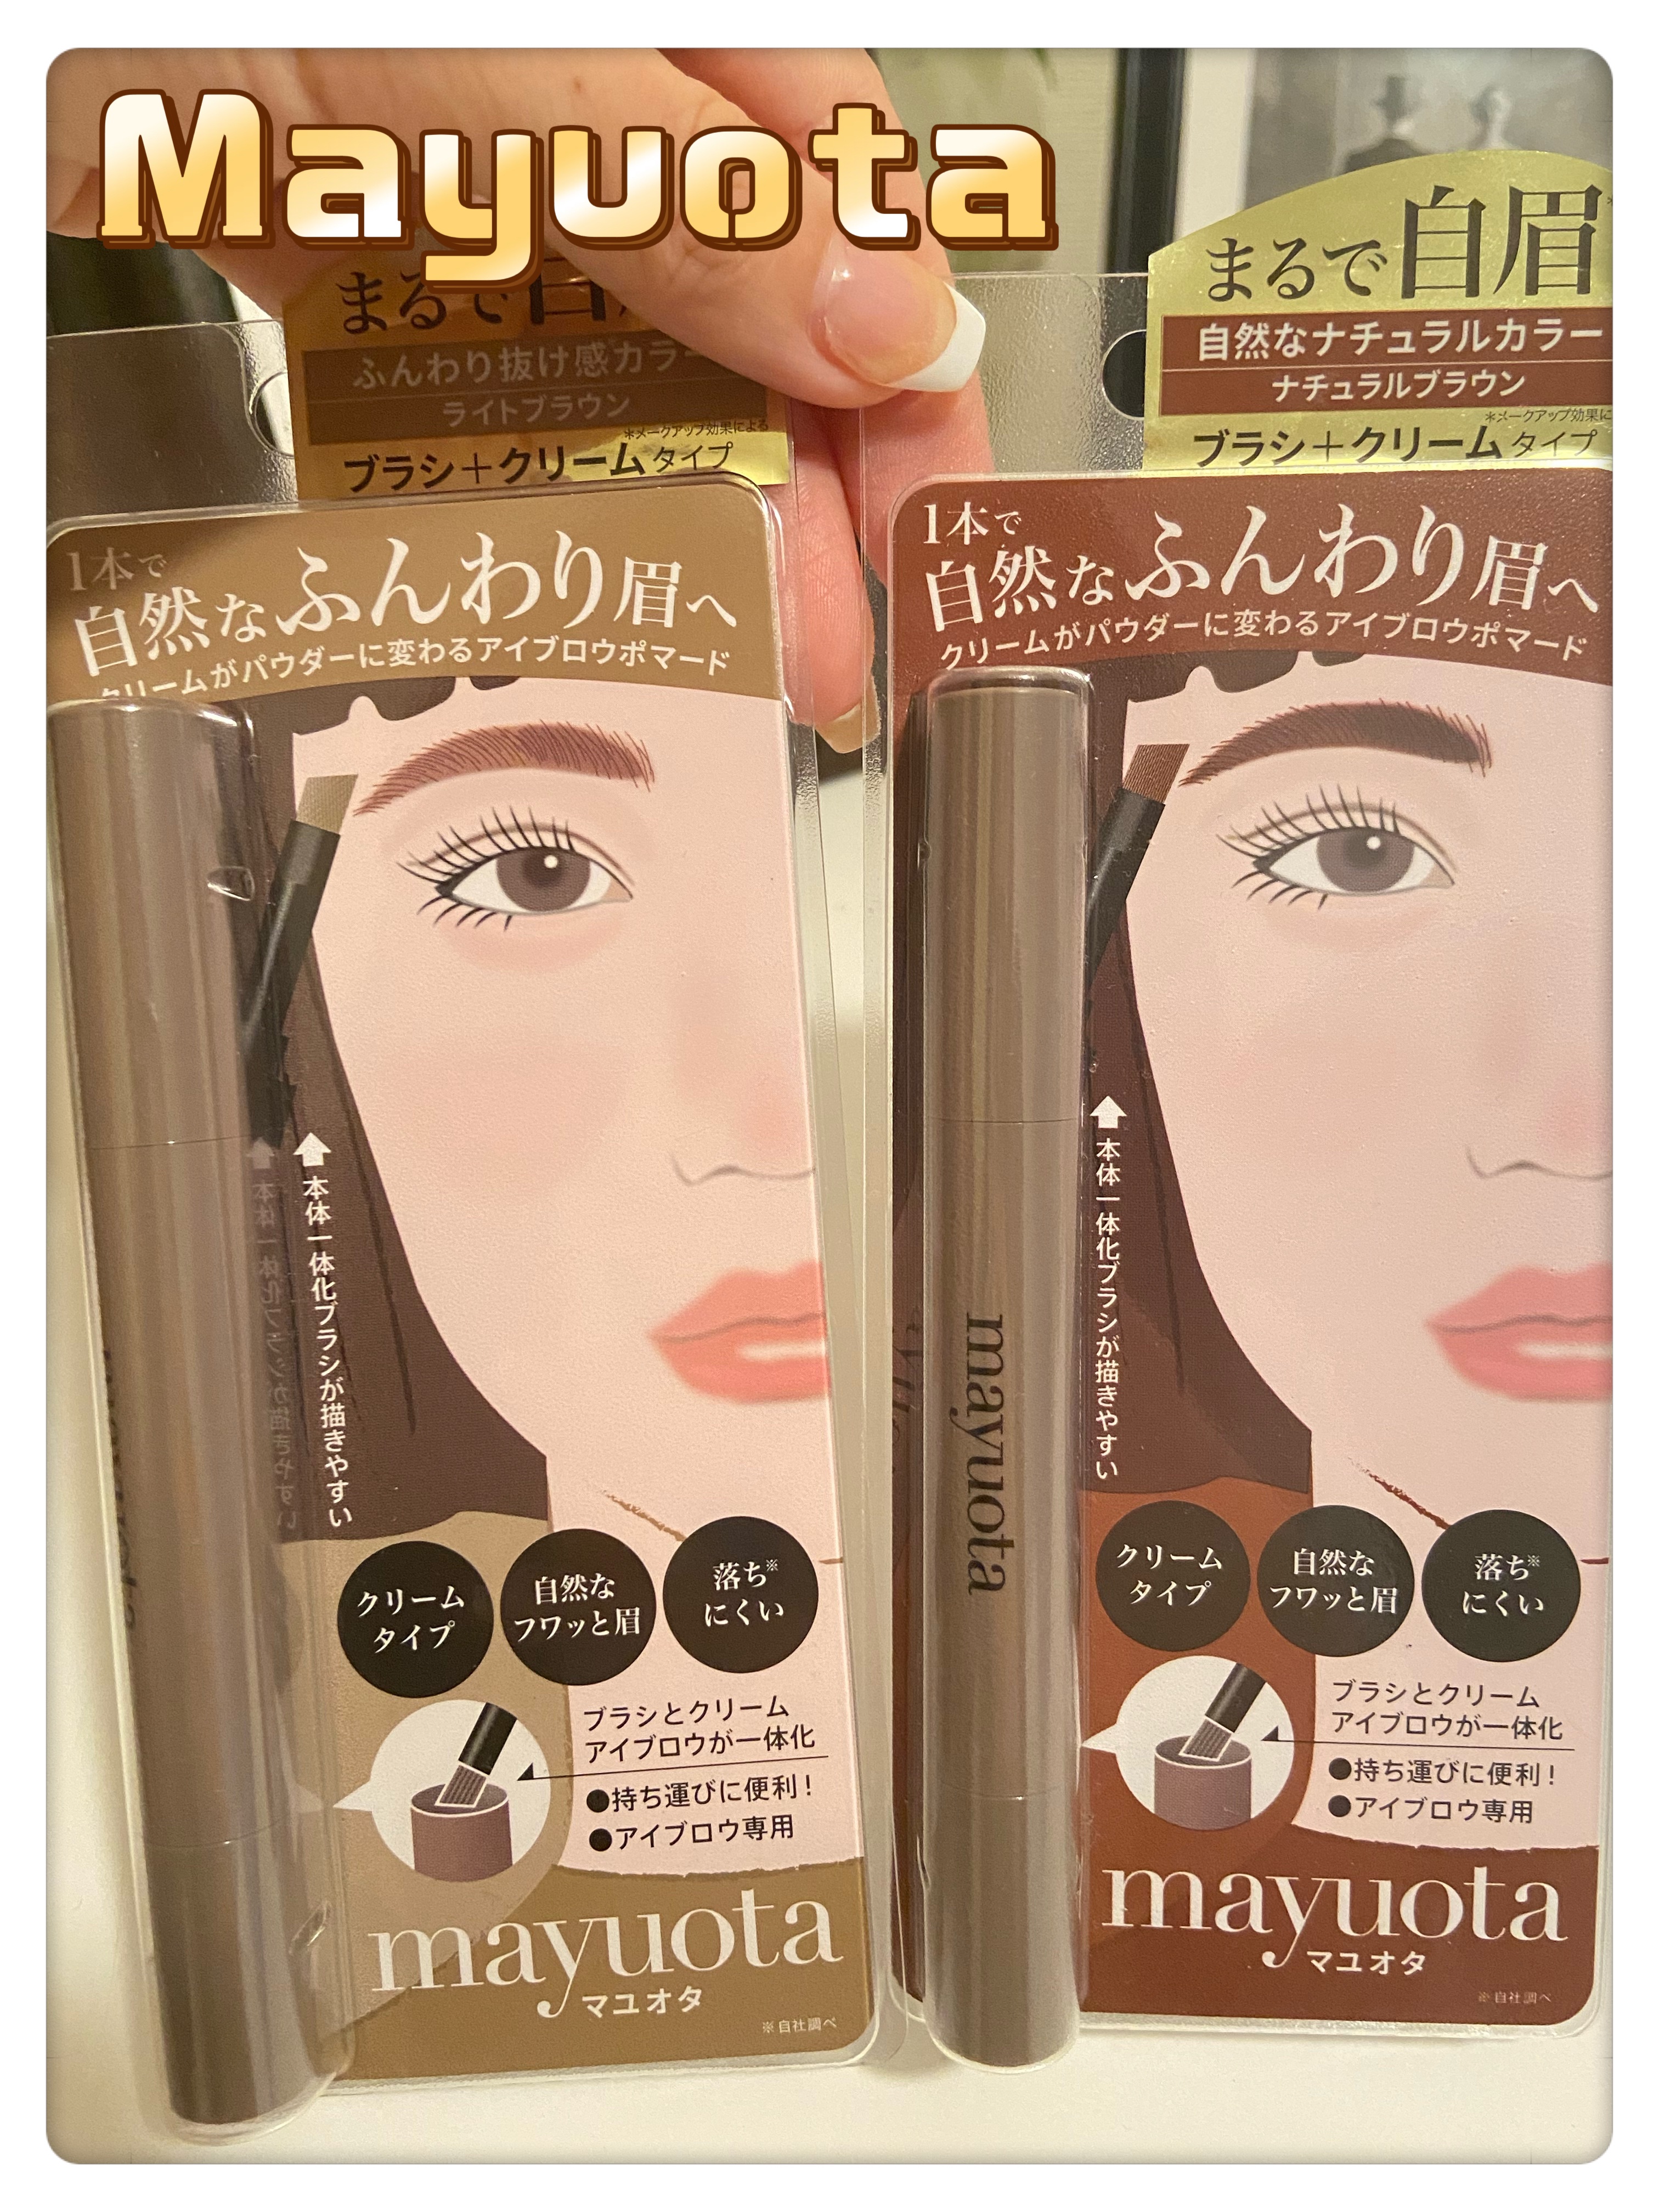 Mayuota
まるで
ふんわり抜け感カラー
ライトブラウン
※メークアップ効果による
ブラシ＋クリームタイプ
1本で
自然なふんわり眉へ
クリームがパウダーに変わるアイブロウポマード
本体一体化ブラシが描きやすい
クリーム
タイプ
自然な
フワッと眉
落ち※
にくい
ブラシとクリーム
アイブロウが一体化
●持ち運びに便利！
●アイブロウ専用
mayuota
マユオタ
※自社調べ
まるで自眉
自然なナチュラルカラー
ナチュラルブラウン
※メークアップ効果に
ブラシ＋クリームタイプ
1本で
自然なふんわり眉へ
クリームがパウダーに変わるアイブロウポマード
mayuota
本体一体化ブラシが描きやすい
クリーム
タイプ
自然な
フワッと眉
落ち※
にくい
ブラシとクリーム
アイブロウが一体化
●持ち運びに便利！
●アイブロウ専用
mayuota
マユオタ
※自社調べ